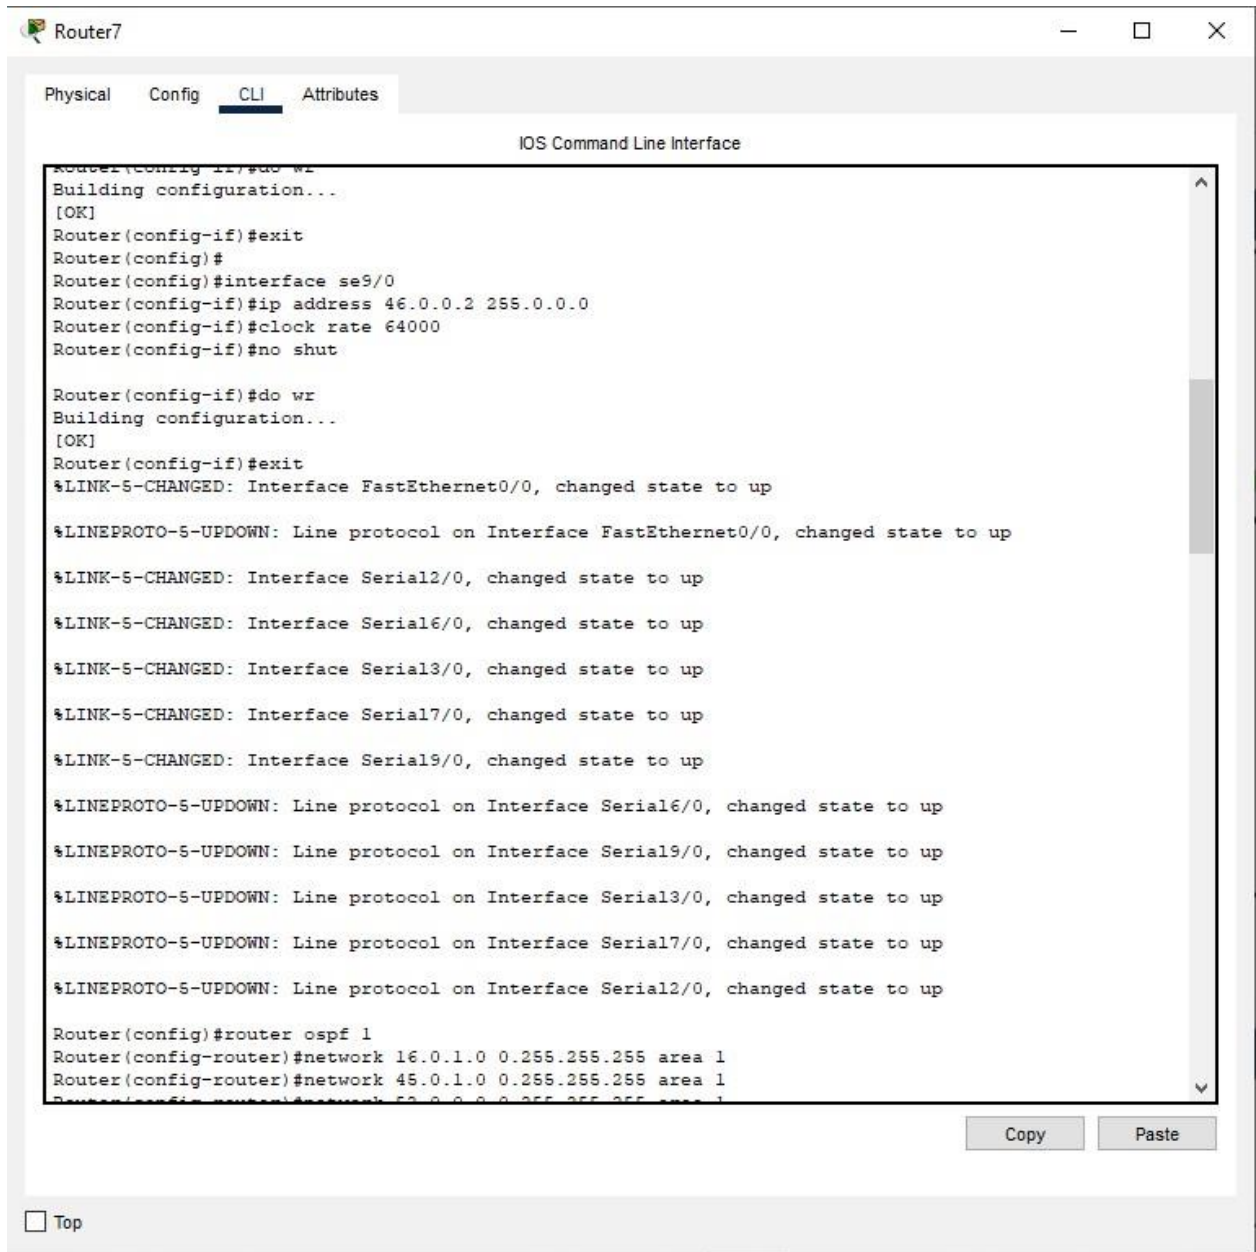 Router7
Physical Config CLI Attributes
IOS Command Line Interface
Router(config-if)#do wr
Building configuration...
[OK]
Router(config-if)#exit
Router(config)#
Router(config)#interface se9/0
Router(config-if)#ip address 46.0.0.2 255.0.0.0
Router(config-if)#clock rate 64000
Router(config-if)#no shut
Router(config-if)#do wr
Building configuration...
[OK]
Router(config-if)#exit
%LINK-5-CHANGED: Interface FastEthernet0/0, changed state to up
%LINEPROTO-5-UPDOWN: Line protocol on Interface FastEthernet0/0, changed state to up
%LINK-5-CHANGED: Interface Serial2/0, changed state to up
%LINK-5-CHANGED: Interface Serial6/0, changed state to up
%LINK-5-CHANGED: Interface Serial3/0, changed state to up
%LINK-5-CHANGED: Interface Serial7/0, changed state to up
%LINK-5-CHANGED: Interface Serial9/0, changed state to up
%LINEPROTO-5-UPDOWN: Line protocol on Interface Serial6/0, changed state to up
%LINEPROTO-5-UPDOWN: Line protocol on Interface Serial9/0, changed state to up
%LINEPROTO-5-UPDOWN: Line protocol on Interface Serial3/0, changed state to up
%LINEPROTO-5-UPDOWN: Line protocol on Interface Serial7/0, changed state to up
%LINEPROTO-5-UPDOWN: Line protocol on Interface Serial2/0, changed state to up
Router(config)#router ospf 1
Router(config-router)#network 16.0.1.0 0.255.255.255 area 1
Router(config-router)#network 45.0.1.0 0.255.255.255 area 1
Copy Paste
Top